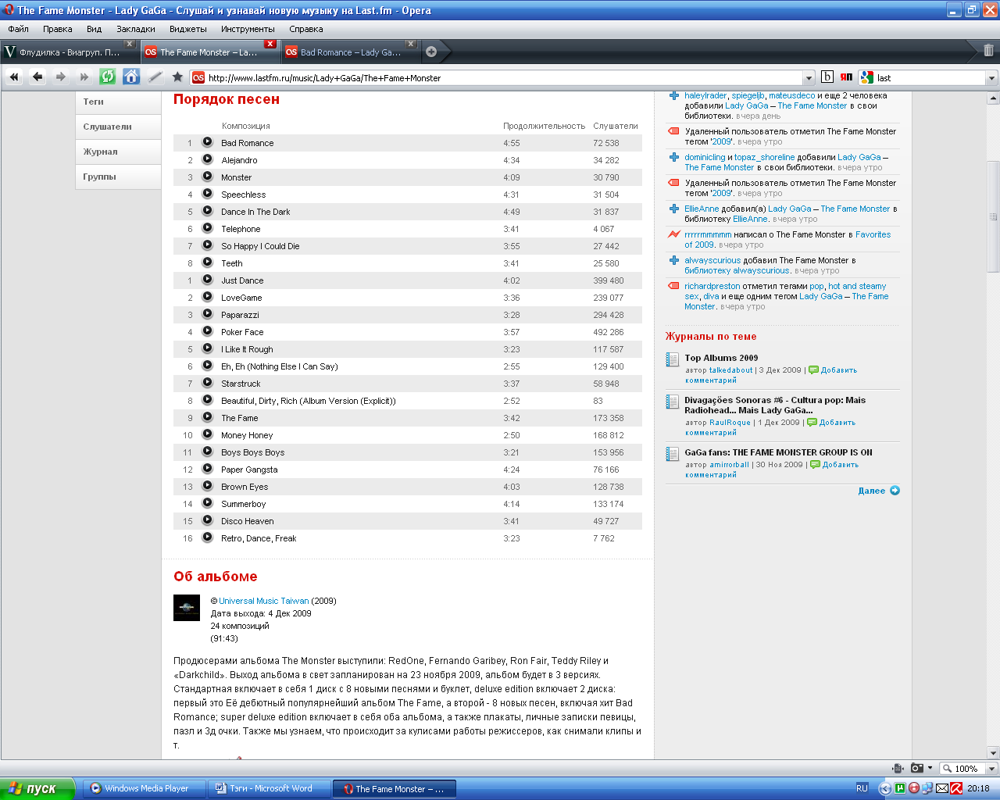 The Fame Monster - Lady GaGa - Слушай и узнавай новую музыку на Last.fm - Opera
Файл Правка Вид Закладки Виджеты Инструменты Справка
Флудилка - Виагруп. П... The Fame Monster – La... Bad Romance – Lady Ga...
http://www.lastfm.ru/music/Lady+GaGa/The+Fame+Monster b ЯП last
Теги
Слушатели
Журнал
Группы
Порядок песен
Композиция Продолжительность Слушатели
1 Bad Romance 4:55 72 538
2 Alejandro 4:34 34 282
3 Monster 4:09 30 790
4 Speechless 4:31 31 504
5 Dance In The Dark 4:49 31 837
6 Telephone 3:41 4 067
7 So Happy I Could Die 3:55 27 442
8 Teeth 3:41 25 580
1 Just Dance 4:02 399 480
2 LoveGame 3:36 239 077
3 Paparazzi 3:28 294 428
4 Poker Face 3:57 492 286
5 I Like It Rough 3:23 117 587
6 Eh, Eh (Nothing Else I Can Say) 2:55 129 400
7 Starstruck 3:37 58 948
8 Beautiful, Dirty, Rich (Album Version (Explicit)) 2:52 83
9 The Fame 3:42 173 358
10 Money Honey 2:50 168 812
11 Boys Boys Boys 3:21 153 956
12 Paper Gangsta 4:24 76 166
13 Brown Eyes 4:03 128 738
14 Summerboy 4:14 133 174
15 Disco Heaven 3:41 49 727
16 Retro, Dance, Freak 3:23 7 762
Об альбоме
© Universal Music Taiwan (2009)
Дата выхода: 4 Дек 2009
24 композиций
(91:43)
Продюсерами альбома The Monster выступили: RedOne, Fernando Garibey, Ron Fair, Teddy Riley и
«Darkchild». Выход альбома в свет запланирован на 23 ноября 2009, альбом будет в 3 версиях.
Стандартная включает в себя 1 диск с 8 новыми песнями и буклет, deluxe edition включает 2 диска:
первый это Её дебютный популярнейший альбом The Fame, а второй - 8 новых песен, включая хит Bad
Romance; super deluxe edition включает в себя оба альбома, а также плакаты, личные записки певицы,
пазл и 3д очки. Также мы узнаем, что происходит за кулисами работы режиссеров, как снимали клипы и
т.
haleylrader, spiegeljb, mateusdeco и еще 2 человека
добавили Lady GaGa – The Fame Monster в свои
библиотеки. вчера день
Удаленный пользователь отметил The Fame Monster
тегом '2009'. вчера утро
dominicling и topaz_shoreline добавили Lady GaGa –
The Fame Monster в свои библиотеки. вчера утро
Удаленный пользователь отметил The Fame Monster
тегом '2009'. вчера утро
EllieAnne добавил(а) Lady GaGa – The Fame Monster в
библиотеку EllieAnne. вчера утро
rrrrrmmmmm написал о The Fame Monster в Favorites
of 2009. вчера утро
alwayscurious добавил The Fame Monster в
библиотеку alwayscurious. вчера утро
richardpreston отметил тегами pop, hot and steamy
sex, diva и еще одним тегом Lady GaGa – The Fame
Monster. вчера утро
Журналы по теме
Top Albums 2009
автор talkedabout | 3 Дек 2009 | Добавить
комментарий
Divagações Sonoras #6 - Cultura pop: Mais
Radiohead... Mais Lady GaGa...
автор RaulRoque | 1 Дек 2009 | Добавить
комментарий
GaGa fans: THE FAME MONSTER GROUP IS ON
автор amirrorball | 30 Ноя 2009 | Добавить
комментарий
Далее
100%
пуск Windows Media Player Тэги - Microsoft Word The Fame Monster – ... RU 20:18